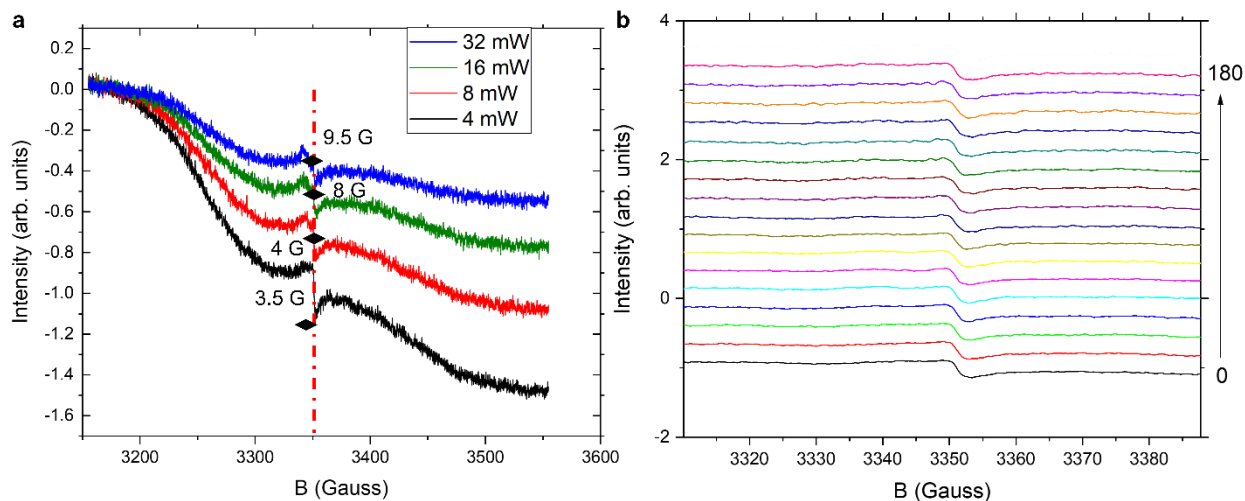 a
Intensity (arb. units)
0.2
0.0
-0.2
-0.4
-0.6
-0.8
-1.0
-1.2
-1.4
-1.6
32 mW
16 mW
8 mW
4 mW
9.5 G
8 G
4 G
3.5 G
3200 3300 3400 3500 3600
B (Gauss)
b
Intensity (arb. units)
4
2
0
-2
180
0
3320 3330 3340 3350 3360 3370 3380
B (Gauss)